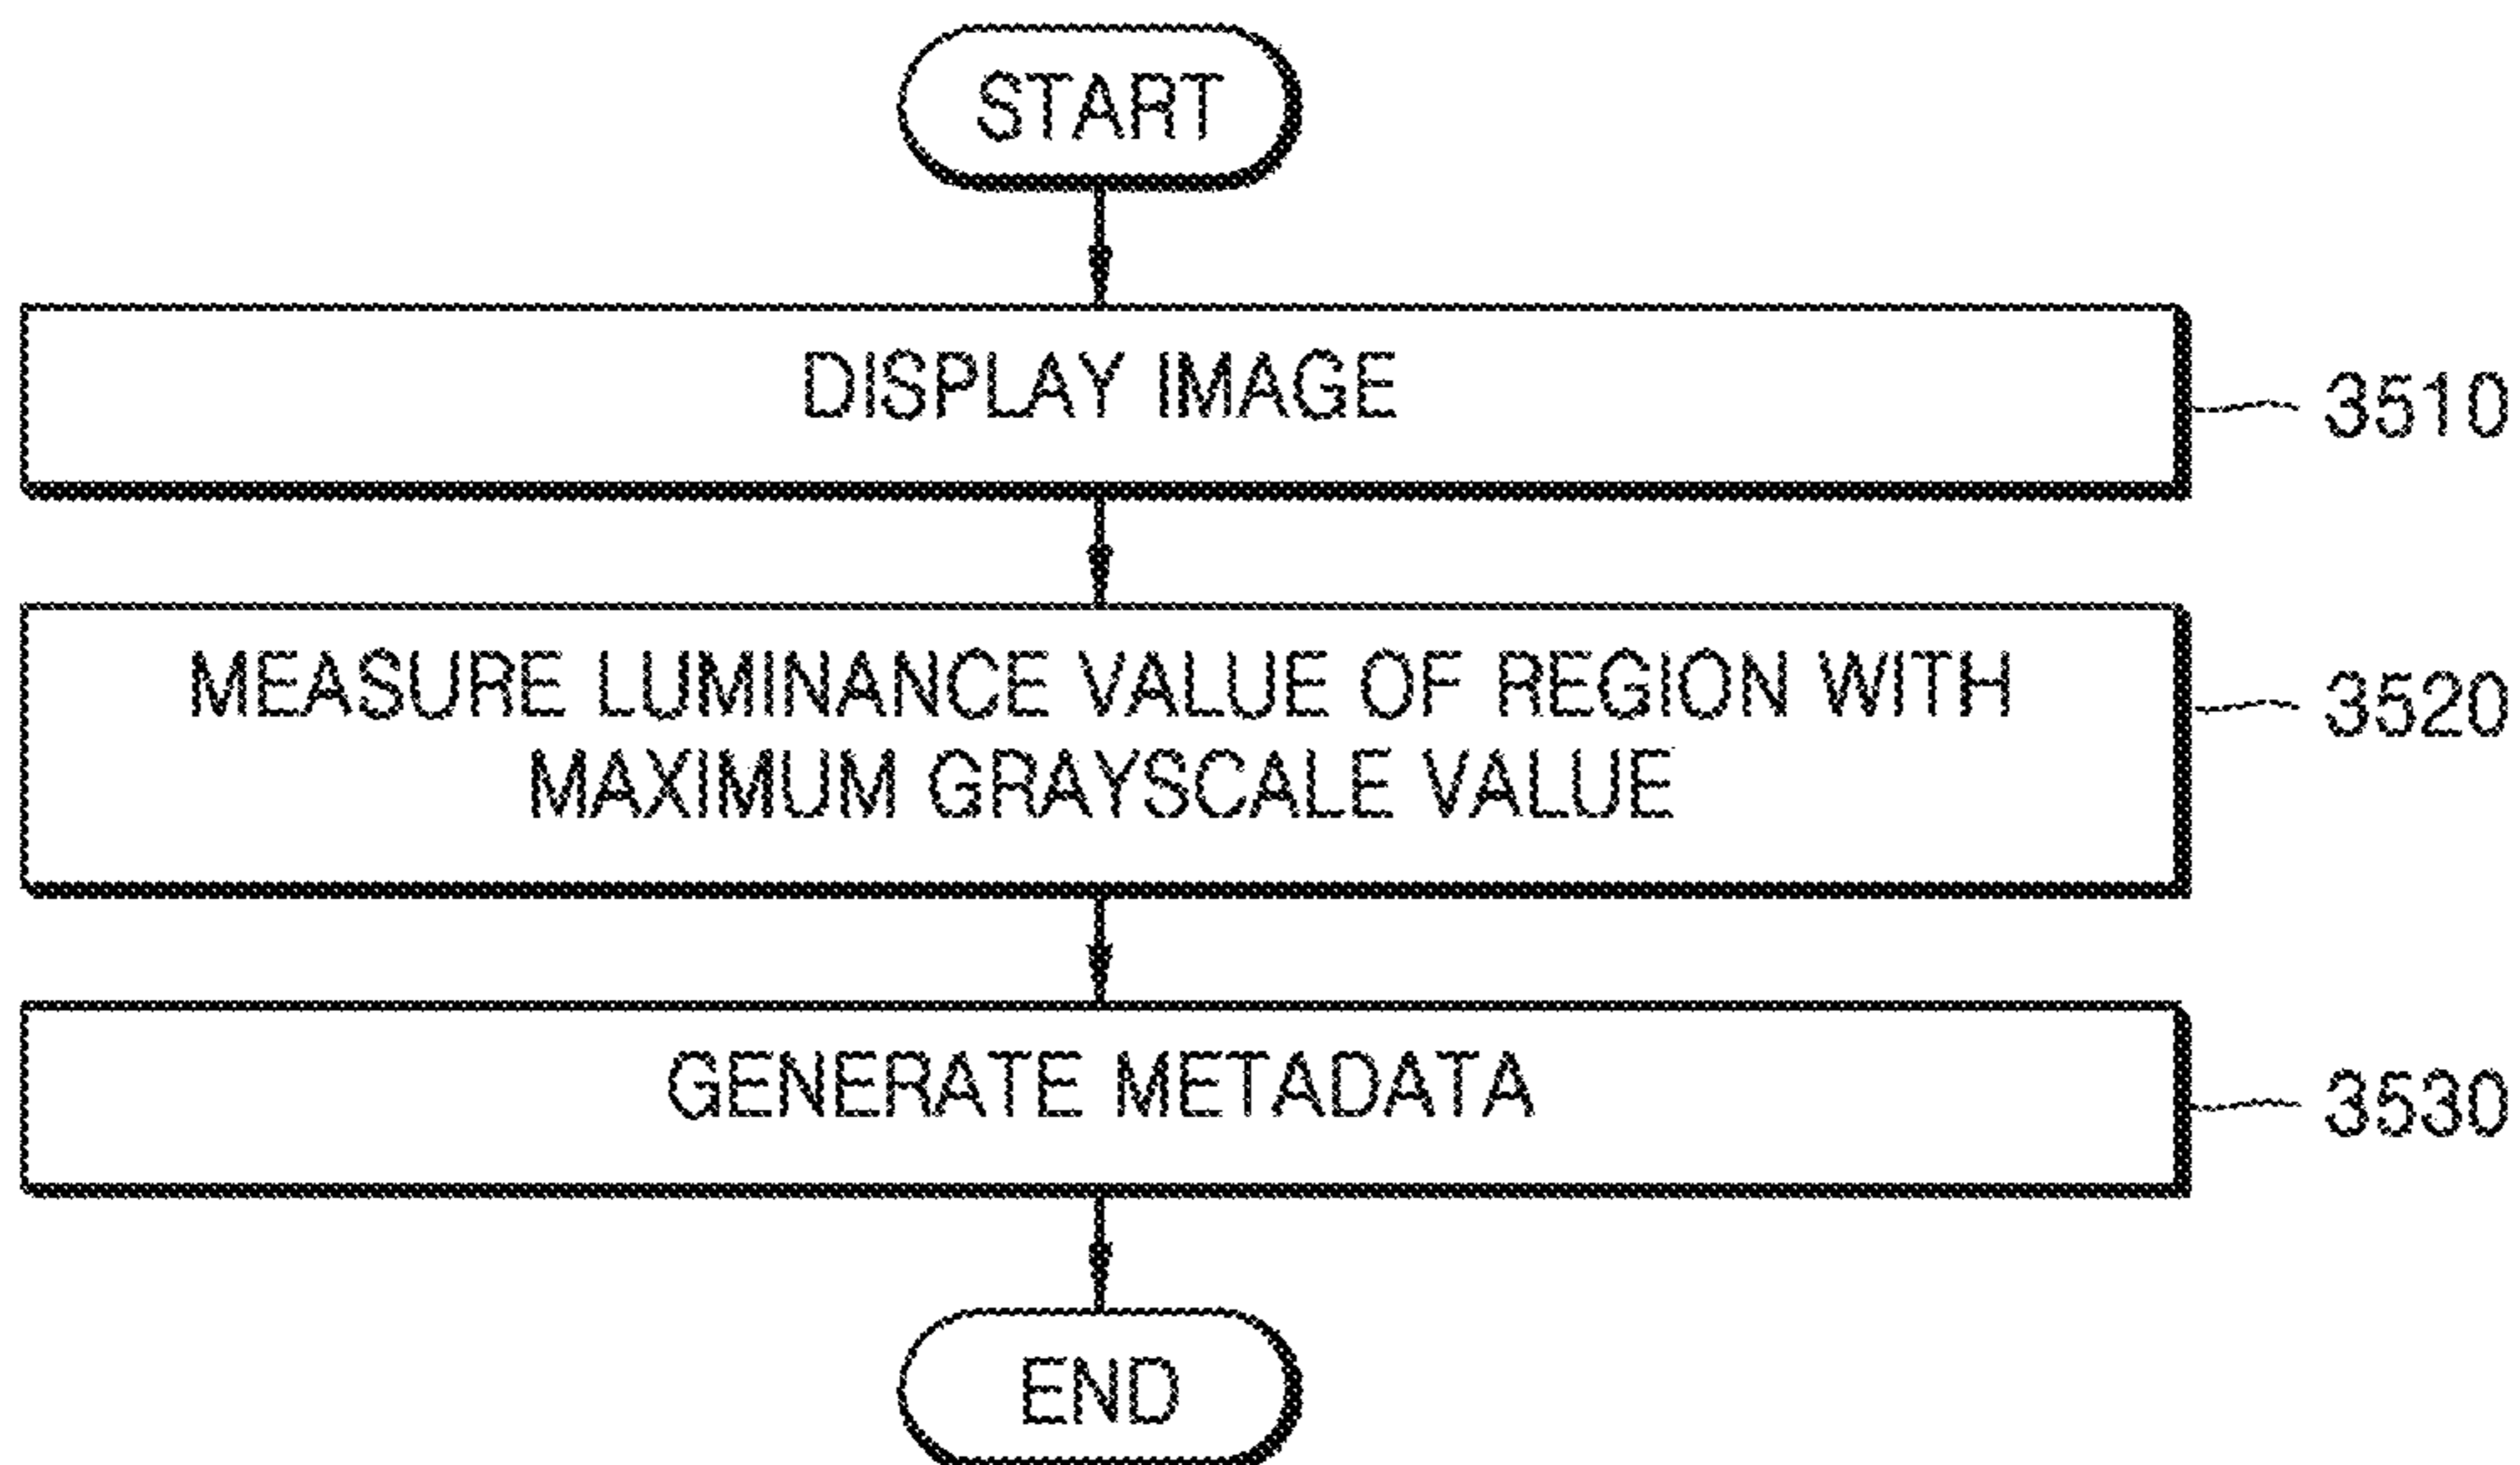 START
DISPLAY IMAGE
3510
MEASURE LUMINANCE VALUE OF REGION WITH
MAXIMUM GRAYSCALE VALUE
3520
GENERATE METADATA
3530
END